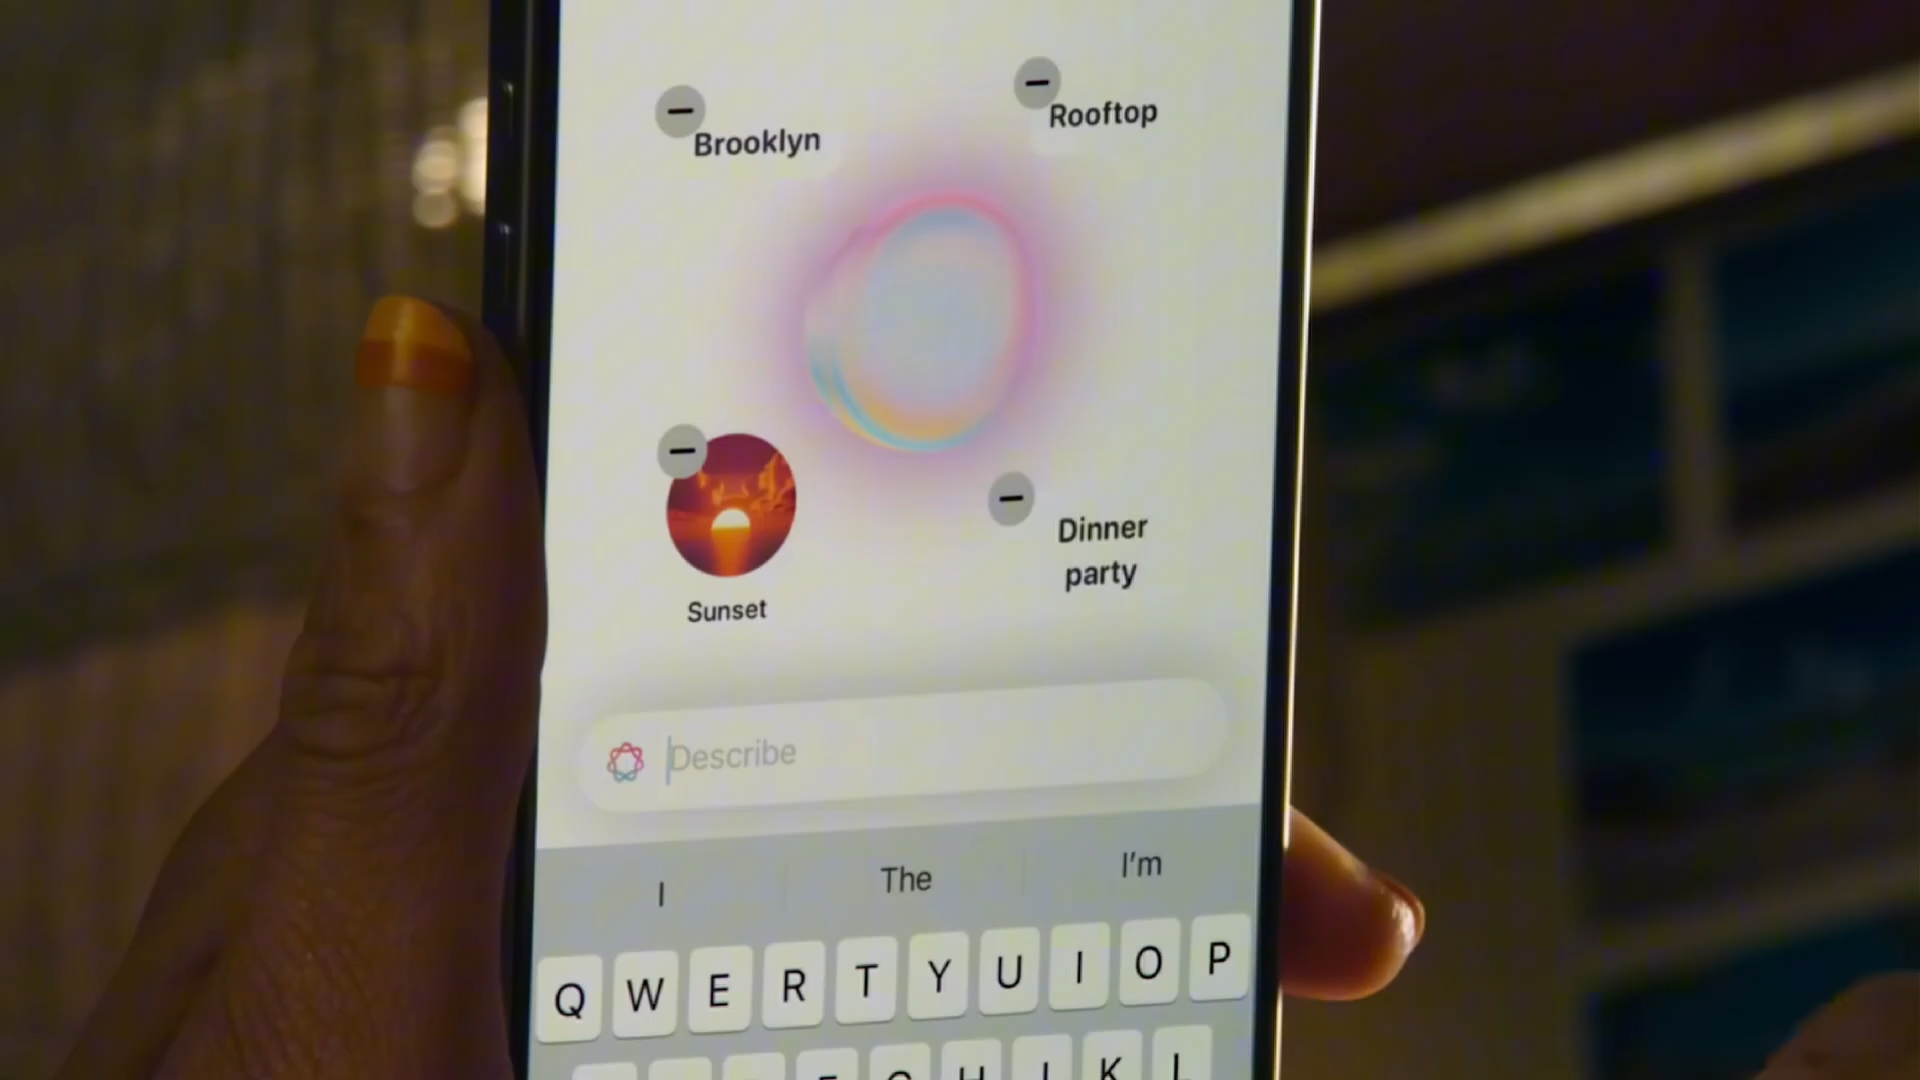 Brooklyn
Rooftop
Sunset
Dinner
party
Describe
I
The
I'm
Q W E R T Y U I O P
H J K L